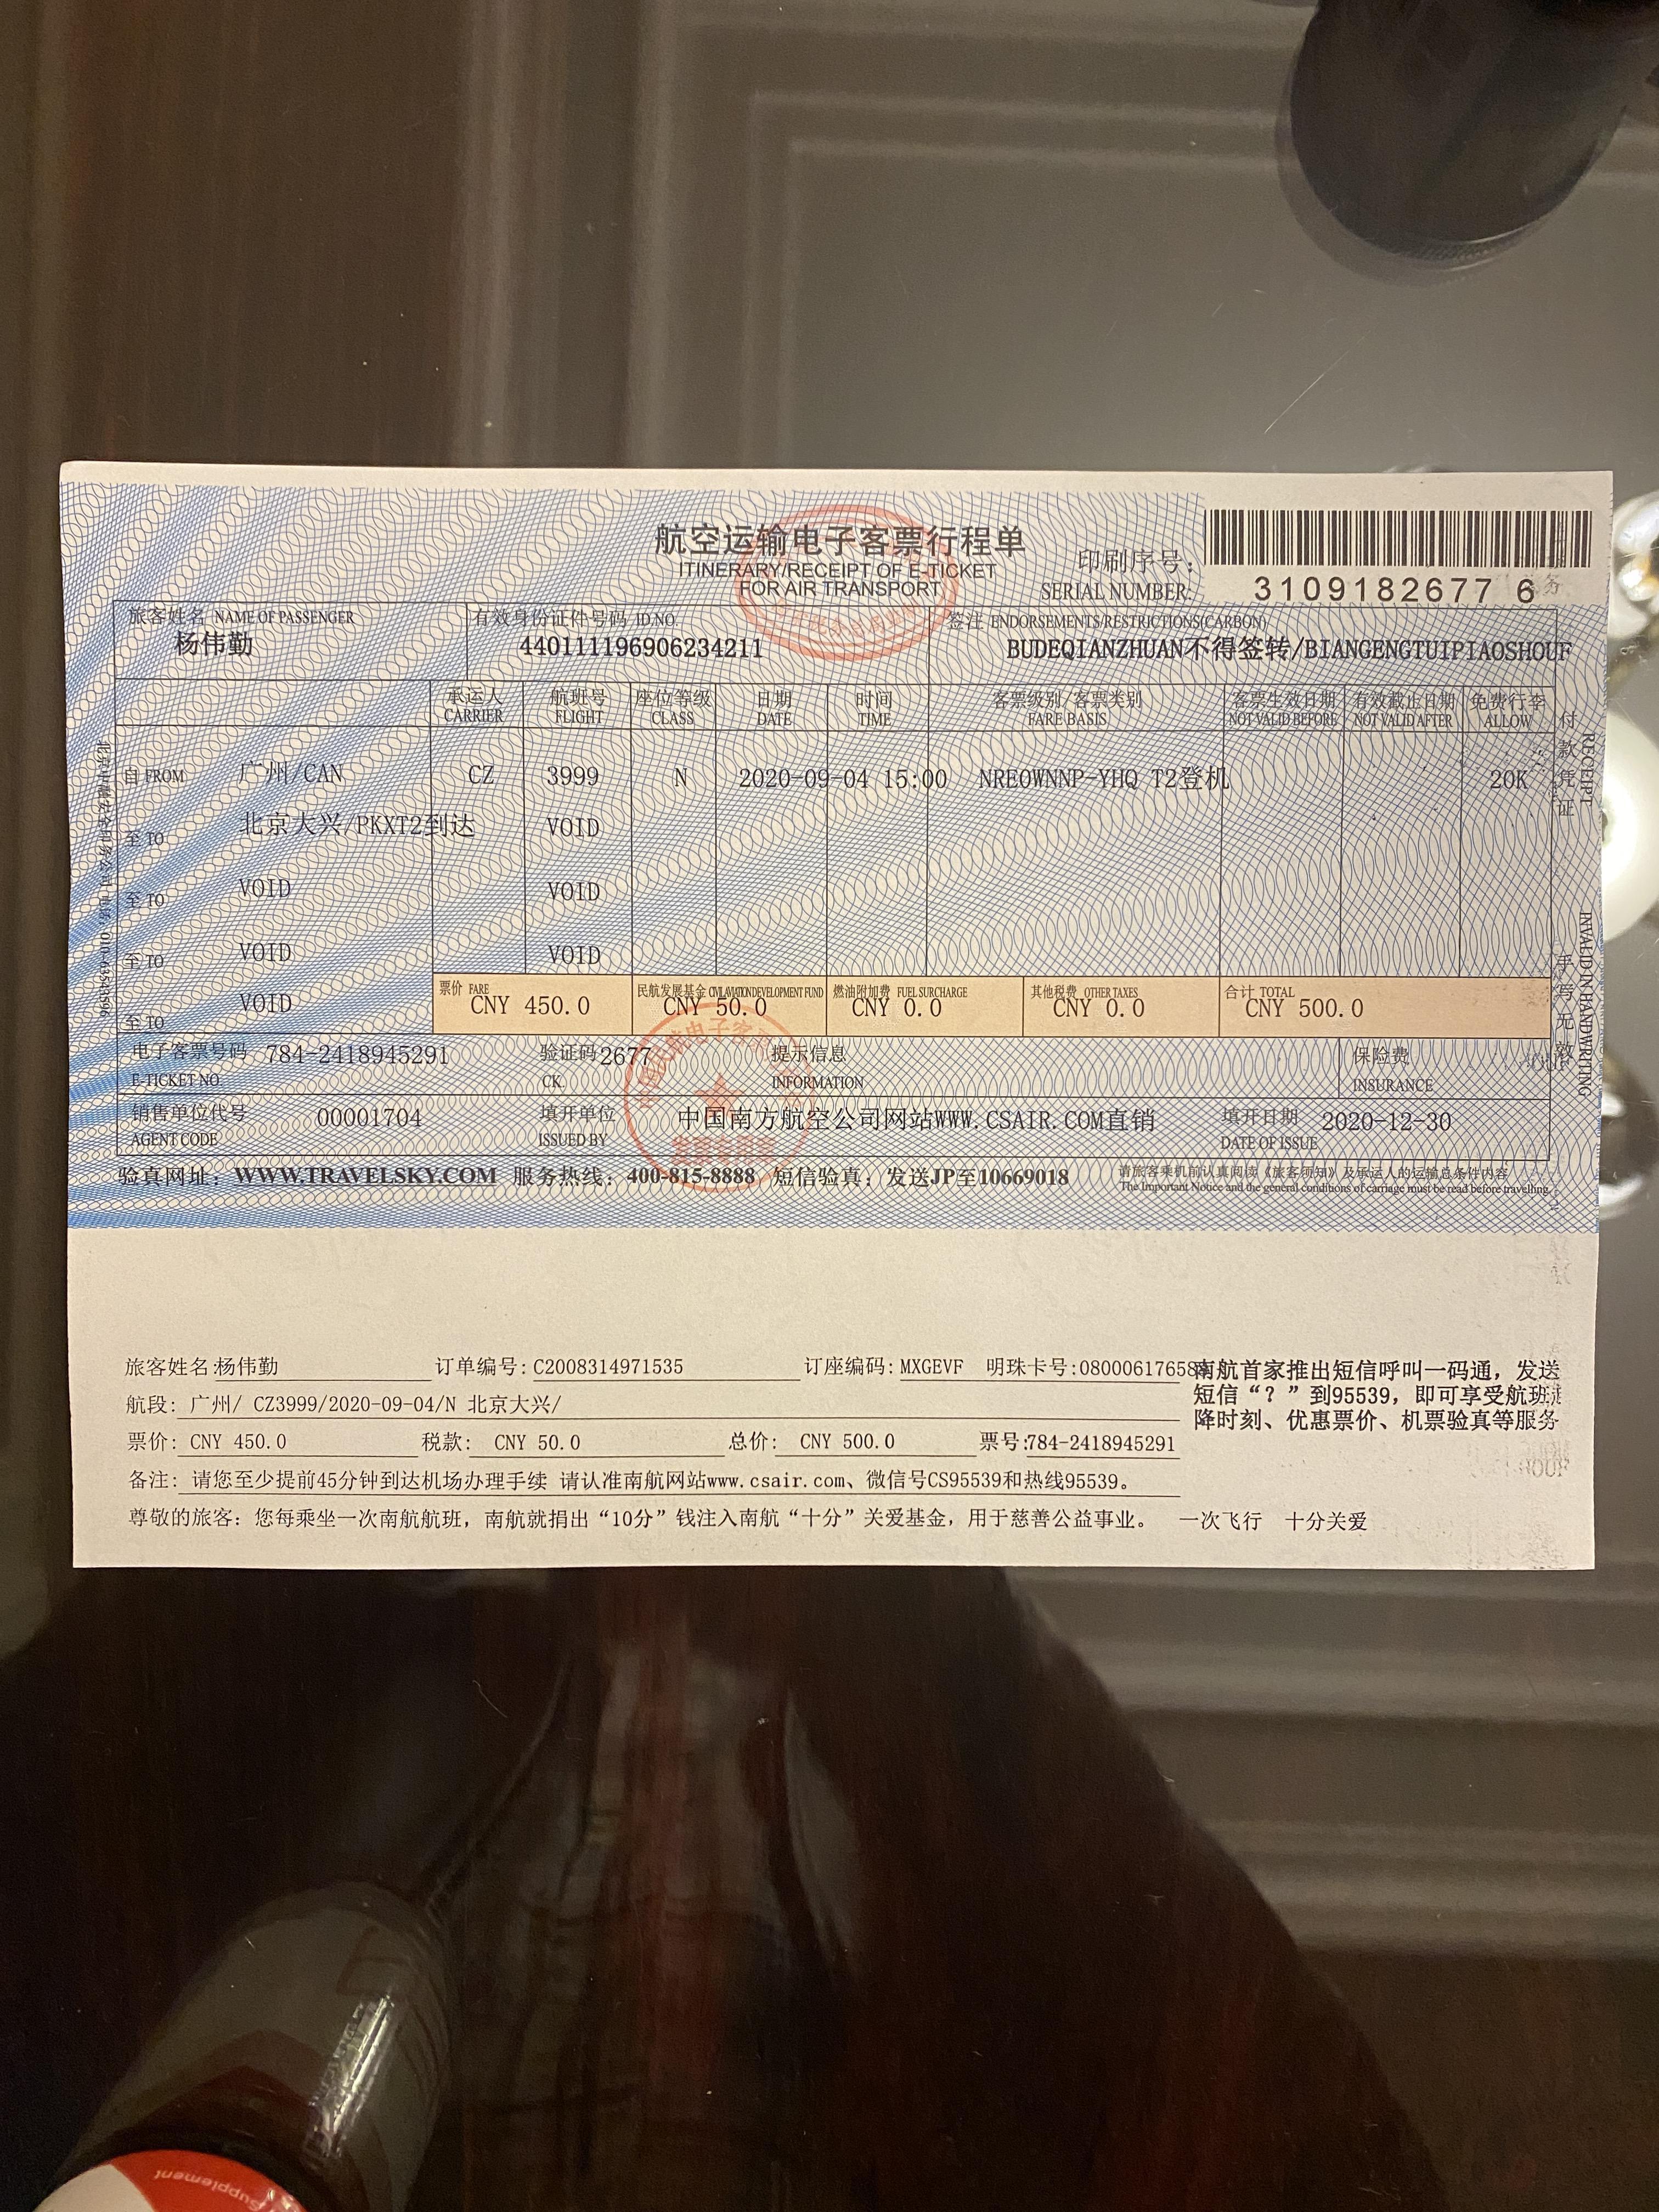 航空运输电子客票行程单
ITINERARY/RECEIPT OF E-TICKET
FOR AIR TRANSPORT
印刷序号:
SERIAL NUMBER:
3109182677 6
旅客姓名 NAME OF PASSENGER
杨伟勤
有效身份证件号码 ID.NO.
440111196906234211
签注 ENDORSEMENTS/RESTRICTIONS(CARBON)
BUDEQIANZHUAN不得签转/BIANGENGTUIPIAOSHOUF
承运人 航班号 座位等级 日期 时间 客票级别/客票类别 客票生效日期 有效截止日期 免费行李
CARRIER FLIGHT CLASS DATE TIME FARE BASIS NOT VALID BEFORE NOT VALID AFTER ALLOW
自 FROM 广州/CAN CZ 3999 N 2020-09-04 15:00 NREOWNNP-YHQ T2登机 20K
至 TO 北京大兴/PKXT2到达 VOID
至 TO VOID VOID
至 TO VOID VOID
至 TO VOID
票价 FARE 民航发展基金 CIVIL AVIATION DEVELOPMENT FUND 燃油附加费 FUEL SURCHARGE 其他税费 OTHER TAXES 合计 TOTAL
CNY 450.0 CNY 50.0 CNY 0.0 CNY 0.0 CNY 500.0
电子客票号码 784-2418945291 验证码 2677 提示信息 保险费
E-TICKET NO. CK. INFORMATION INSURANCE
销售单位代号 00001704 填开单位 中国南方航空公司网站WWW.CSAIR.COM直销 填开日期 2020-12-30
AGENT CODE ISSUED BY DATE OF ISSUE
验真网址: WWW.TRAVELSKY.COM 服务热线: 400-815-8888 短信验真: 发送JP至10669018
请旅客乘机前认真阅读《旅客须知》及承运人的运输总条件内容
The Important Notice and the general conditions of carriage must be read before travelling.
付款凭证 手写无效
RECEIPT INVALID IN HANDWRITING
发票专用章
旅客姓名:杨伟勤 订单编号:C2008314971535 订座编码:MXGEVF 明珠卡号:08000617658
南航首家推出短信呼叫一码通，发送
短信“？”到95539，即可享受航班
降时刻、优惠票价、机票验真等服务
航段: 广州/ CZ3999/2020-09-04/N 北京大兴/
票价: CNY 450.0 税款: CNY 50.0 总价: CNY 500.0 票号:784-2418945291
备注: 请您至少提前45分钟到达机场办理手续 请认准南航网站www.csair.com、微信号CS95539和热线95539。
尊敬的旅客: 您每乘坐一次南航航班，南航就捐出“10分”钱注入南航“十分”关爱基金，用于慈善公益事业。 一次飞行 十分关爱
Supplement